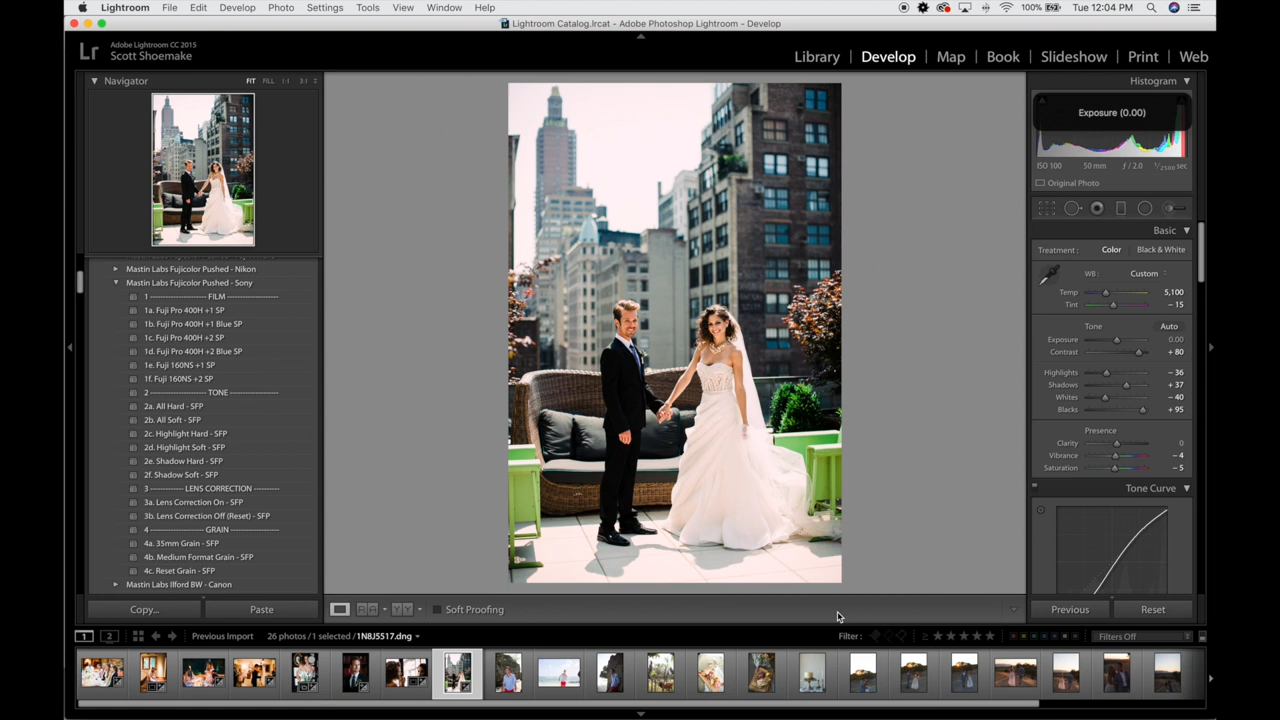 Lightroom File Edit Develop Photo Settings Tools View Window Help 100% Tue 12:04 PM
Lightroom Catalog.lrcat - Adobe Photoshop Lightroom - Develop
Lr Adobe Lightroom CC 2015
Scott Shoemake
Library | Develop | Map | Book | Slideshow | Print | Web
Navigator FIT FILL 1:1 3:1
Mastin Labs Fujicolor Pushed - Nikon
Mastin Labs Fujicolor Pushed - Sony
1 ---------------------- FILM ----------------------
1a. Fuji Pro 400H +1 SP
1b. Fuji Pro 400H +1 Blue SP
1c. Fuji Pro 400H +2 SP
1d. Fuji Pro 400H +2 Blue SP
1e. Fuji 160NS +1 SP
1f. Fuji 160NS +2 SP
2 ---------------------- TONE ----------------------
2a. All Hard - SFP
2b. All Soft - SFP
2c. Highlight Hard - SFP
2d. Highlight Soft - SFP
2e. Shadow Hard - SFP
2f. Shadow Soft - SFP
3 ------------- LENS CORRECTION -------------
3a. Lens Correction On - SFP
3b. Lens Correction Off (Reset) - SFP
4 --------------------- GRAIN ---------------------
4a. 35mm Grain - SFP
4b. Medium Format Grain - SFP
4c. Reset Grain - SFP
Mastin Labs Ilford BW - Canon
Copy... Paste
Soft Proofing
Histogram
Exposure (0.00)
ISO 100 50 mm ƒ / 2.0 1/2500 sec
Original Photo
Basic
Treatment : Color Black & White
WB : Custom
Temp 5,100
Tint – 15
Tone Auto
Exposure 0.00
Contrast + 80
Highlights – 36
Shadows + 37
Whites – 40
Blacks + 95
Presence
Clarity 0
Vibrance – 4
Saturation – 5
Tone Curve
Previous Reset
1 2 Previous Import 26 photos / 1 selected / 1N8J5517.dng Filter : ≥ ★★★★★ Filters Off